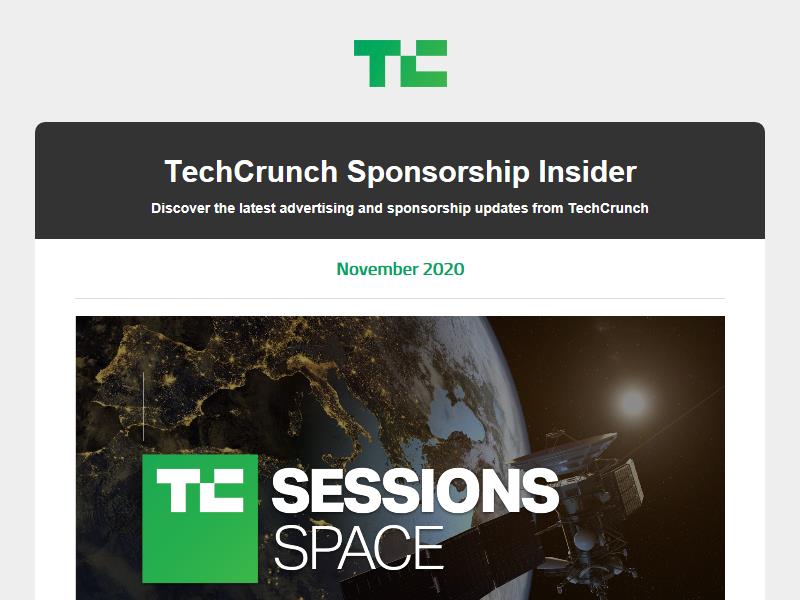 TC
TechCrunch Sponsorship Insider
Discover the latest advertising and sponsorship updates from TechCrunch
November 2020
TC SESSIONS
SPACE